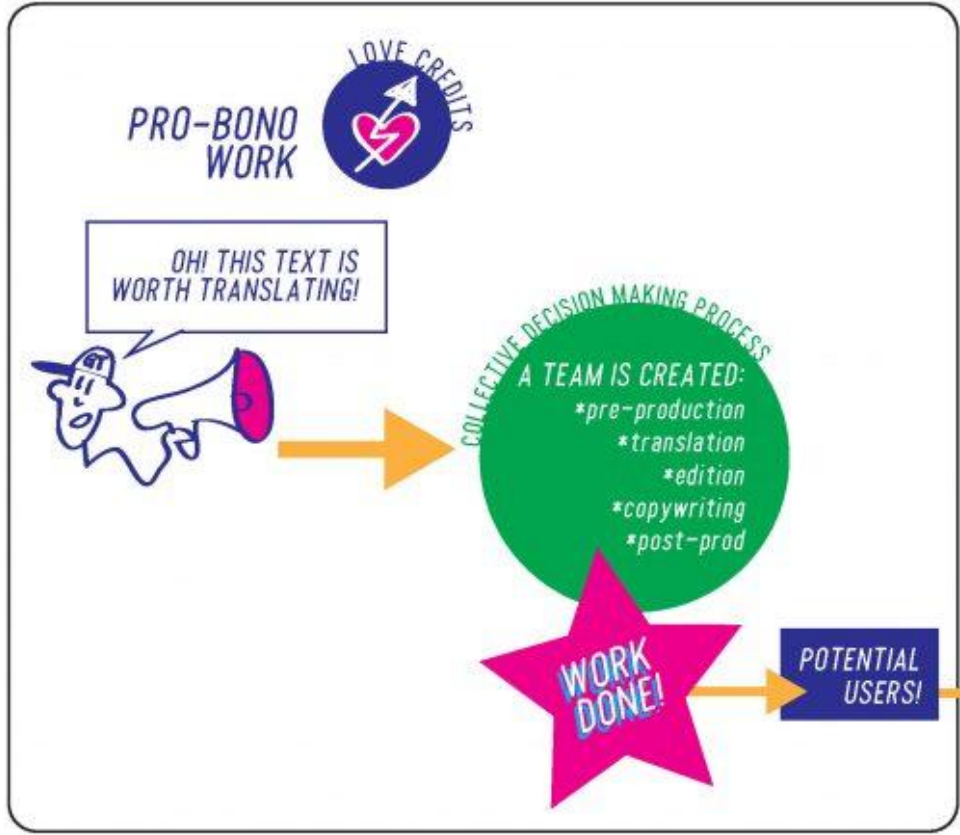 LOVE CREDITS
PRO-BONO
WORK
OH! THIS TEXT IS
WORTH TRANSLATING!
GT
COLLECTIVE DECISION MAKING PROCESS
A TEAM IS CREATED:
*pre-production
*translation
*edition
*copywriting
*post-prod
WORK
DONE!
POTENTIAL
USERS!